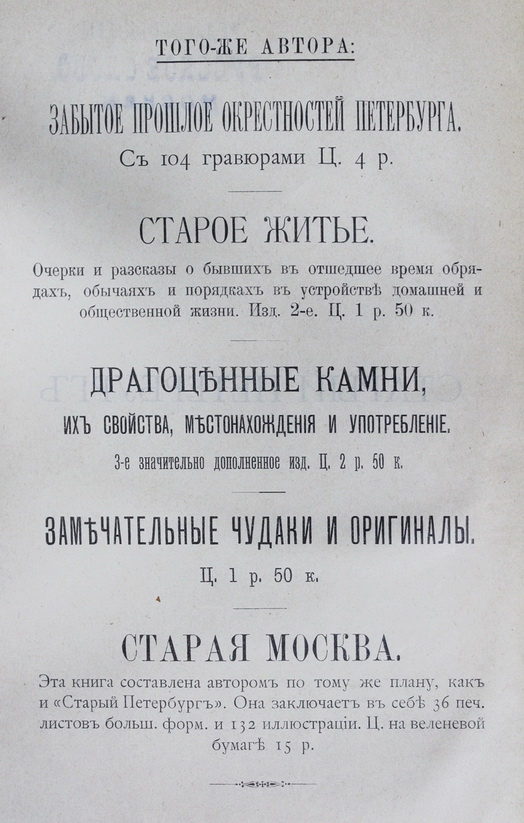 ТОГО-ЖЕ АВТОРА:
ЗАБЫТОЕ ПРОШЛОЕ ОКРЕСТНОСТЕЙ ПЕТЕРБУРГА.
Съ 104 гравюрами Ц. 4 р.
СТАРОЕ ЖИТЬЕ.
Очерки и разсказы о бывшихъ въ отшедшее время обря-
дахъ, обычаяхъ и порядкахъ въ устройствѣ домашней и
общественной жизни. Изд. 2-е. Ц. 1 р. 50 к.
ДРАГОЦѢННЫЕ КАМНИ,
ИХЪ СВОЙСТВА, МѢСТОНАХОЖДЕНІЯ И УПОТРЕБЛЕНІЕ.
3-е значительно дополненное изд. Ц. 2 р. 50 к.
ЗАМѢЧАТЕЛЬНЫЕ ЧУДАКИ И ОРИГИНАЛЫ.
Ц. 1 р. 50 к.
СТАРАЯ МОСКВА.
Эта книга составлена авторомъ по тому же плану, какъ
и «Старый Петербургъ». Она заключаетъ въ себѣ 36 печ.
листовъ больш. форм. и 132 иллюстраціи. Ц. на веленевой
бумагѣ 15 р.